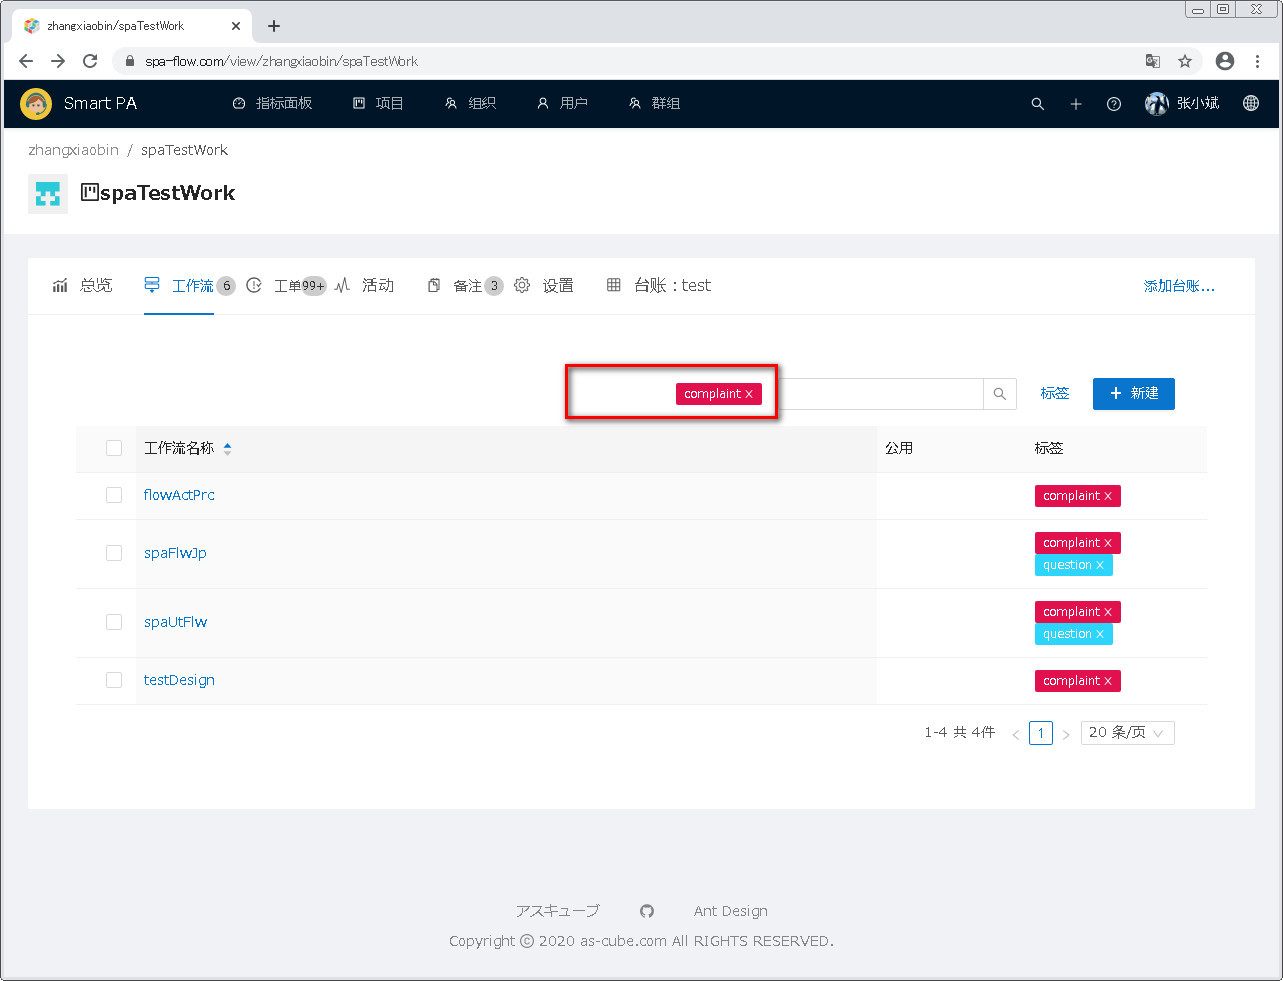 zhangxiaobin/spaTestWork
spa-flow.com/view/zhangxiaobin/spaTestWork
Smart PA 指标面板 项目 组织 用户 群组 张小斌
zhangxiaobin / spaTestWork
spaTestWork
总览 工作流 6 工单 99+ 活动 备注 3 设置 台账：test 添加台账...
complaint 标签 + 新建
工作流名称 公用 标签
flowActPrc complaint
spaFlwJp complaint
question
spaUtFlw complaint
question
testDesign complaint
1-4 共 4件 < 1 > 20 条/页
アスキューブ Ant Design
Copyright © 2020 as-cube.com All RIGHTS RESERVED.